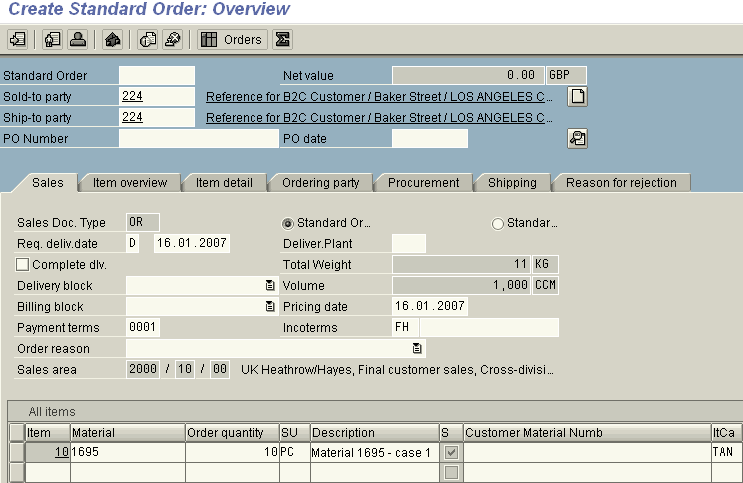 Create Standard Order: Overview
Orders
Standard Order Net value 0.00 GBP
Sold-to party 224 Reference for B2C Customer / Baker Street / LOS ANGELES C...
Ship-to party 224 Reference for B2C Customer / Baker Street / LOS ANGELES C...
PO Number PO date
Sales Item overview Item detail Ordering party Procurement Shipping Reason for rejection
Sales Doc. Type OR Standard Or... Standar...
Req. deliv.date D 16.01.2007 Deliver.Plant
Complete dlv. Total Weight 11 KG
Delivery block Volume 1,000 CCM
Billing block Pricing date 16.01.2007
Payment terms 0001 Incoterms FH
Order reason
Sales area 2000 / 10 / 00 UK Heathrow/Hayes, Final customer sales, Cross-divisi...
All items
Item Material Order quantity SU Description S Customer Material Numb ItCa
10 1695 10 PC Material 1695 - case 1 TAN